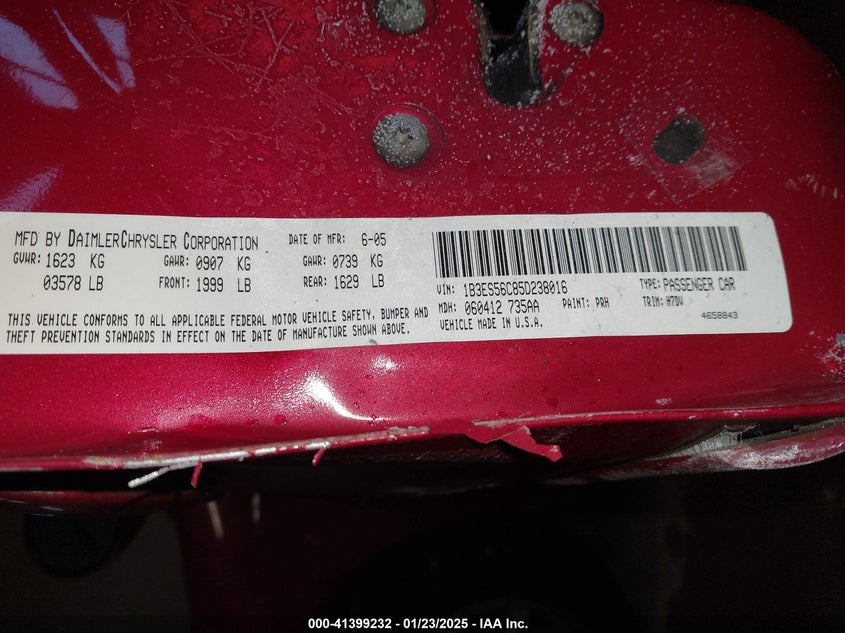 MFD BY DAIMLERCHRYSLER CORPORATION DATE OF MFR: 6-05
GVWR: 1623 KG GAWR: 0907 KG GAWR: 0739 KG
03578 LB FRONT: 1999 LB REAR: 1629 LB
THIS VEHICLE CONFORMS TO ALL APPLICABLE FEDERAL MOTOR VEHICLE SAFETY, BUMPER AND
THEFT PREVENTION STANDARDS IN EFFECT ON THE DATE OF MANUFACTURE SHOWN ABOVE.
VIN: 1B3ES56C85D238016 TYPE: PASSENGER CAR
MDH: 060412 735AA PAINT: PRH TRIM: H7DV
VEHICLE MADE IN U.S.A. 4658843
000-41399232 - 01/23/2025 - IAA Inc.